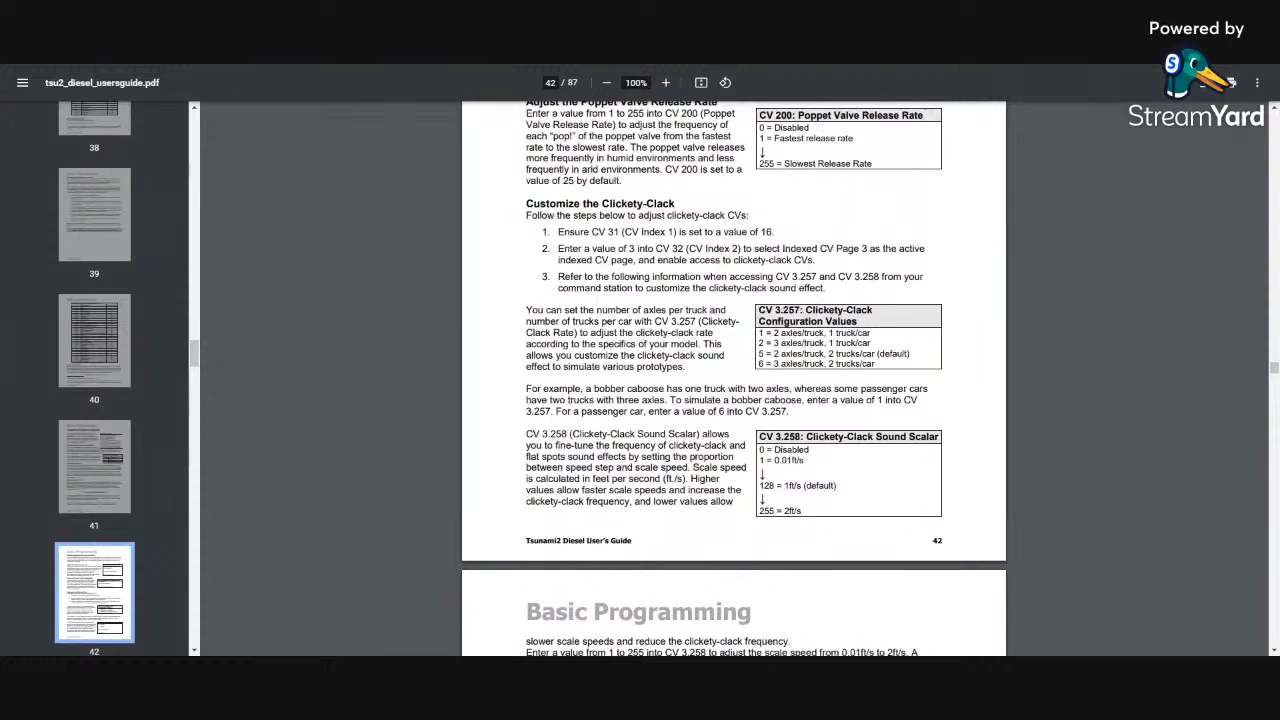 Powered by
StreamYard
tsu2_diesel_usersguide.pdf
42 / 87
100%
38
39
40
41
42
Adjust the Poppet Valve Release Rate
Enter a value from 1 to 255 into CV 200 (Poppet
Valve Release Rate) to adjust the frequency of
each “pop!” of the poppet valve from the fastest
rate to the slowest rate. The poppet valve releases
more frequently in humid environments and less
frequently in arid environments. CV 200 is set to a
value of 25 by default.
CV 200: Poppet Valve Release Rate
0 = Disabled
1 = Fastest release rate
↓
255 = Slowest Release Rate
Customize the Clickety-Clack
Follow the steps below to adjust clickety-clack CVs:
1. Ensure CV 31 (CV Index 1) is set to a value of 16.
2. Enter a value of 3 into CV 32 (CV Index 2) to select Indexed CV Page 3 as the active
indexed CV page, and enable access to clickety-clack CVs.
3. Refer to the following information when accessing CV 3.257 and CV 3.258 from your
command station to customize the clickety-clack sound effect.
You can set the number of axles per truck and
number of trucks per car with CV 3.257 (Clickety-
Clack Rate) to adjust the clickety-clack rate
according to the specifics of your model. This
allows you customize the clickety-clack sound
effect to simulate various prototypes.
CV 3.257: Clickety-Clack
Configuration Values
1 = 2 axles/truck, 1 truck/car
2 = 3 axles/truck, 1 truck/car
5 = 2 axles/truck, 2 trucks/car (default)
6 = 3 axles/truck, 2 trucks/car
For example, a bobber caboose has one truck with two axles, whereas some passenger cars
have two trucks with three axles. To simulate a bobber caboose, enter a value of 1 into CV
3.257. For a passenger car, enter a value of 6 into CV 3.257.
CV 3.258 (Clickety-Clack Sound Scalar) allows
you to fine-tune the frequency of clickety-clack and
flat spots sound effects by setting the proportion
between speed step and scale speed. Scale speed
is calculated in feet per second (ft./s). Higher
values allow faster scale speeds and increase the
clickety-clack frequency, and lower values allow
CV 3.258: Clickety-Clack Sound Scalar
0 = Disabled
1 = 0.01ft/s
↓
128 = 1ft/s (default)
↓
255 = 2ft/s
Tsunami2 Diesel User's Guide 42
Basic Programming
slower scale speeds and reduce the clickety-clack frequency.
Enter a value from 1 to 255 into CV 3.258 to adjust the scale speed from 0.01ft/s to 2ft/s. A